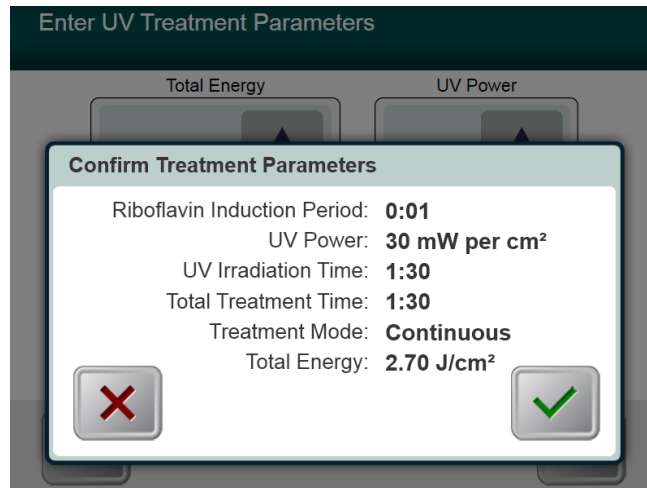 Enter UV Treatment Parameters
Total Energy UV Power
Confirm Treatment Parameters
Riboflavin Induction Period: 0:01
UV Power: 30 mW per cm²
UV Irradiation Time: 1:30
Total Treatment Time: 1:30
Treatment Mode: Continuous
Total Energy: 2.70 J/cm²